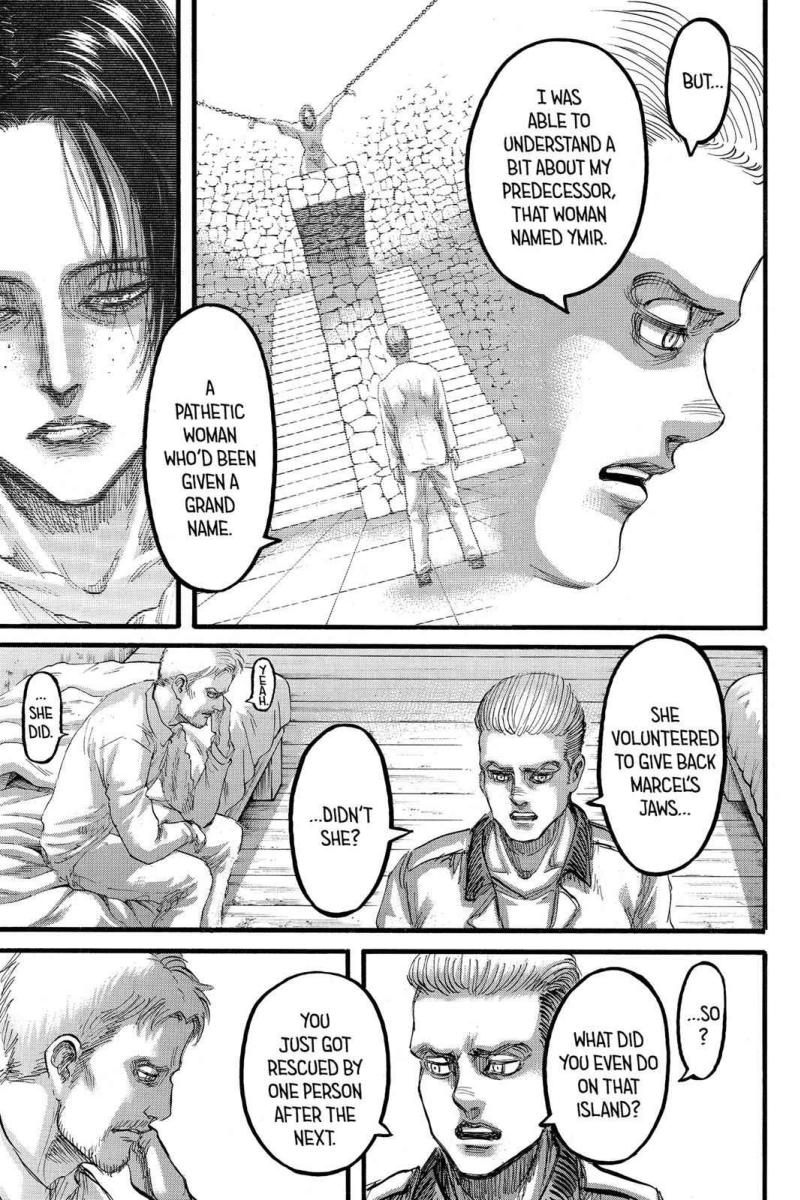 BUT...
I WAS
ABLE TO
UNDERSTAND A
BIT ABOUT MY
PREDECESSOR,
THAT WOMAN
NAMED YMIR.
A
PATHETIC
WOMAN
WHO'D BEEN
GIVEN A
GRAND
NAME.
SHE
VOLUNTEERED
TO GIVE BACK
MARCEL'S
JAWS...
...DIDN'T
SHE?
YEAH.
...
SHE
DID.
...SO
?
WHAT DID
YOU EVEN DO
ON THAT
ISLAND?
YOU
JUST GOT
RESCUED BY
ONE PERSON
AFTER THE
NEXT.